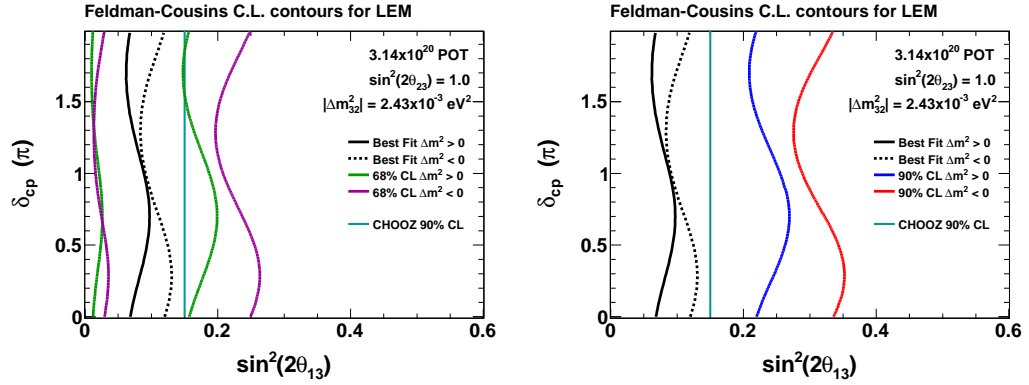 Feldman-Cousins C.L. contours for LEM
3.14x10²⁰ POT
sin²(2θ₂₃) = 1.0
|Δm²₃₂| = 2.43x10⁻³ eV²
Best Fit Δm² > 0
Best Fit Δm² < 0
68% CL Δm² > 0
68% CL Δm² < 0
CHOOZ 90% CL
δcp (π)
1.5
1
0.5
0
0 0.2 0.4 0.6
sin²(2θ₁₃)
Feldman-Cousins C.L. contours for LEM
3.14x10²⁰ POT
sin²(2θ₂₃) = 1.0
|Δm²₃₂| = 2.43x10⁻³ eV²
Best Fit Δm² > 0
Best Fit Δm² < 0
90% CL Δm² > 0
90% CL Δm² < 0
CHOOZ 90% CL
δcp (π)
1.5
1
0.5
0
0 0.2 0.4 0.6
sin²(2θ₁₃)